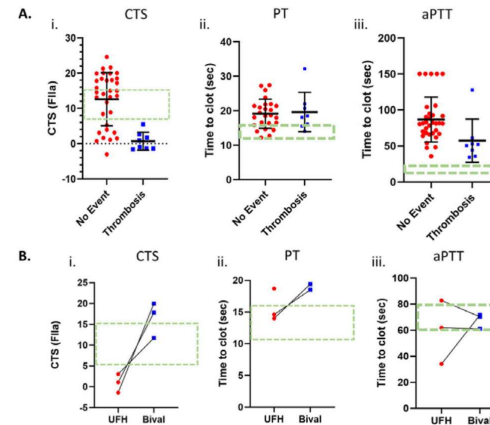 A.
i. CTS
ii. PT
iii. aPTT
CTS (FIIa)
30
20
10
0
-10
No Event
Thrombosis
Time to clot (sec)
40
30
20
10
0
No Event
Thrombosis
Time to clot (sec)
200
150
100
50
0
No Event
Thrombosis
B.
i. CTS
ii. PT
iii. aPTT
CTS (FIIa)
25
20
15
10
5
0
-5
UFH Bival
Time to clot (sec)
20
15
10
5
0
UFH Bival
Time to clot (sec)
100
80
60
40
20
0
UFH Bival